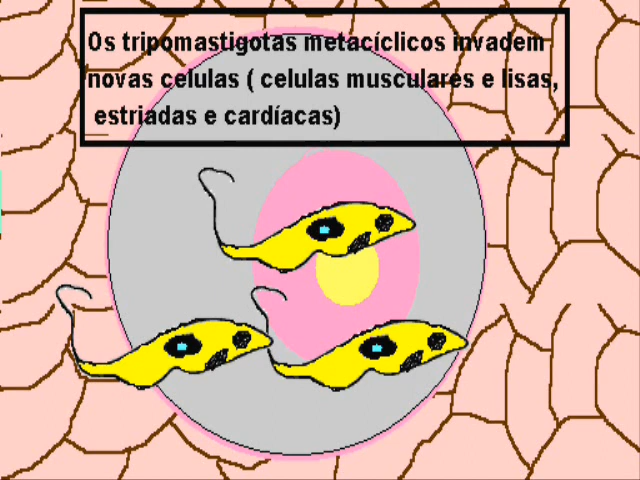 Os tripomastigotas metacíclicos invadem
novas celulas ( celulas musculares e lisas,
estriadas e cardíacas)